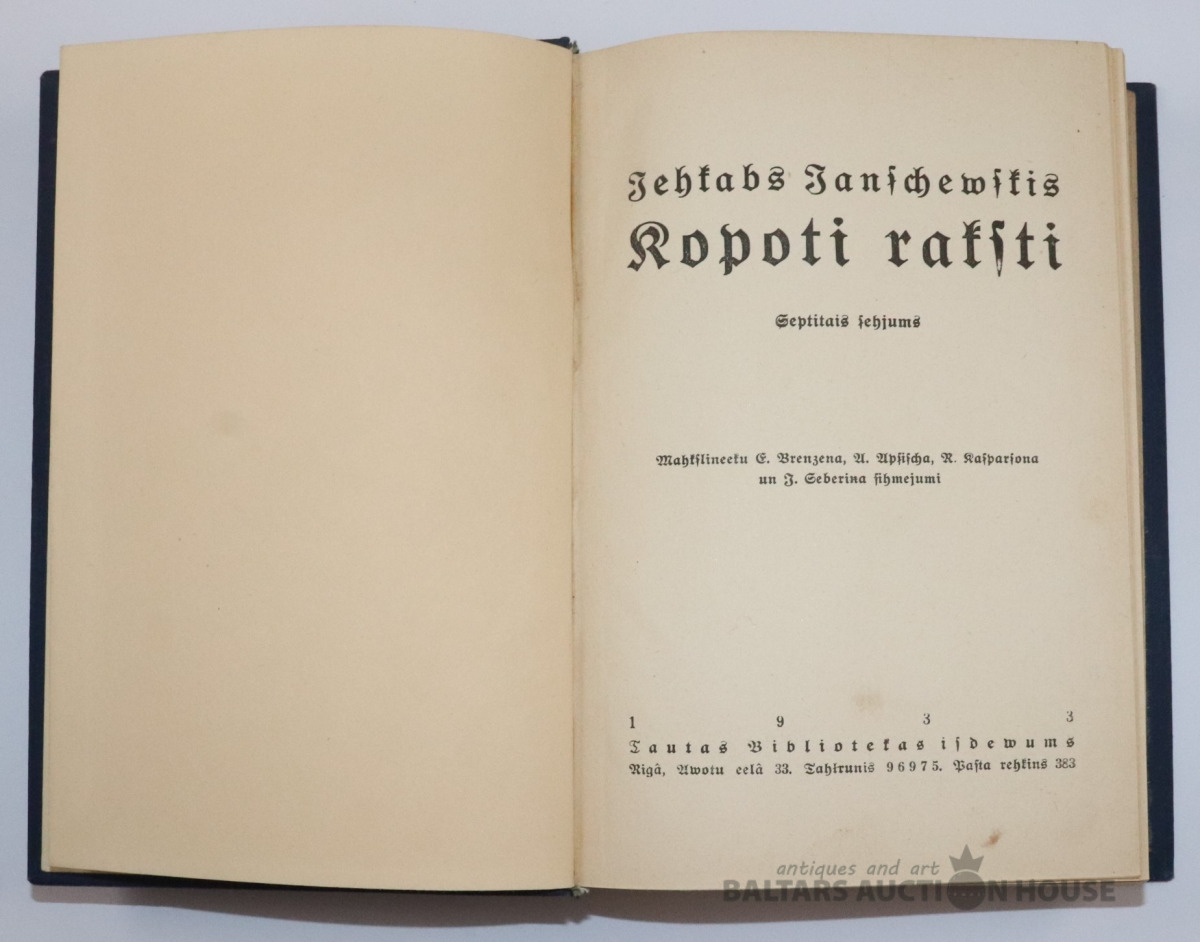 Jehkabs Janſchewſkis
Kopoti rakſti
Septitais ſehjums
Mahkſlineeku E. Brenzena, A. Apſiſcha, R. Kaſparſona
un J. Seberiņa ſihmejumi
1 9 3 3
Tautas Bibliotekas iſdewums
Rigâ, Awotu eelâ 33. Tahlrunis 96975. Paſta rehkins 383
antiques and art
BALTARS AUCTION HOUSE